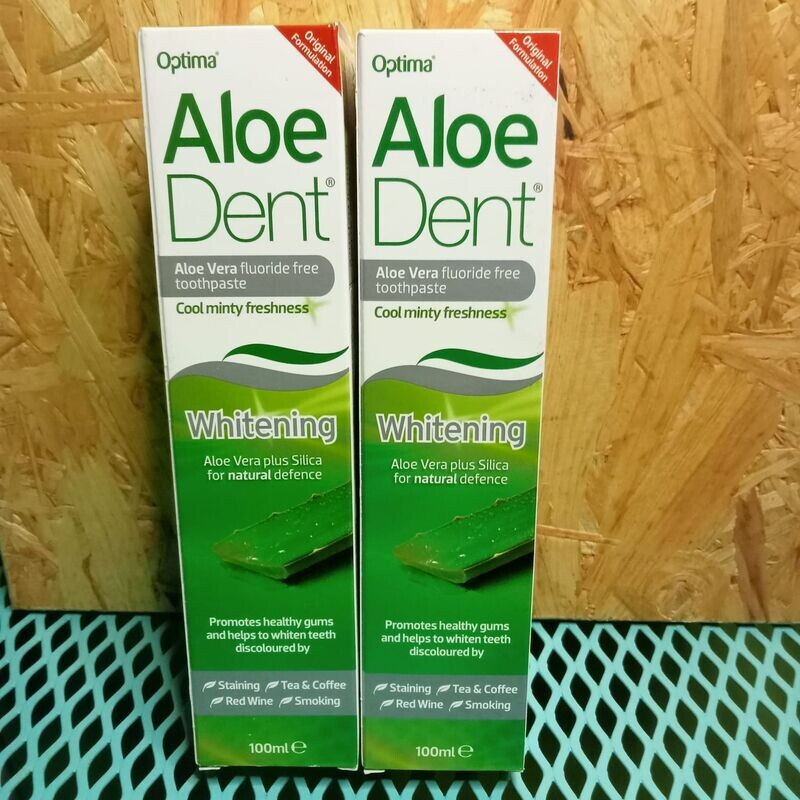 Optima®
Original
Formulation
Aloe
Dent®
Aloe Vera fluoride free
toothpaste
Cool minty freshness
Whitening
Aloe Vera plus Silica
for natural defence
Promotes healthy gums
and helps to whiten teeth
discoloured by
Staining Tea & Coffee
Red Wine Smoking
100ml ℮
Optima®
Original
Formulation
Aloe
Dent®
Aloe Vera fluoride free
toothpaste
Cool minty freshness
Whitening
Aloe Vera plus Silica
for natural defence
Promotes healthy gums
and helps to whiten teeth
discoloured by
Staining Tea & Coffee
Red Wine Smoking
100ml ℮